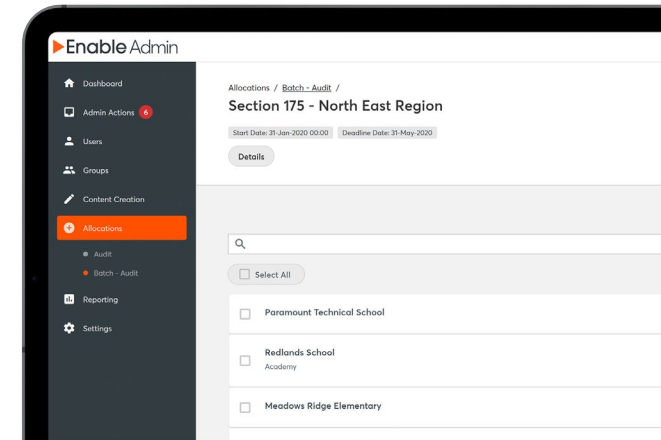 Enable Admin
Dashboard
Admin Actions 6
Users
Groups
Content Creation
Allocations
Audit
Batch - Audit
Reporting
Settings
Allocations / Batch - Audit /
Section 175 - North East Region
Start Date: 31-Jan-2020 00:00 Deadline Date: 31-May-2020
Details
Select All
Paramount Technical School
Redlands School
Academy
Meadows Ridge Elementary